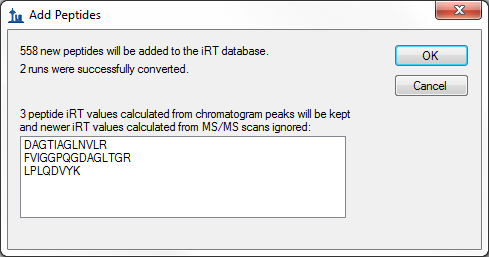 Add Peptides
558 new peptides will be added to the iRT database.
2 runs were successfully converted.
OK
Cancel
3 peptide iRT values calculated from chromatogram peaks will be kept
and newer iRT values calculated from MS/MS scans ignored:
DAGTIAGLNVLR
FVIGGPQGDAGLTGR
LPLQDVYK